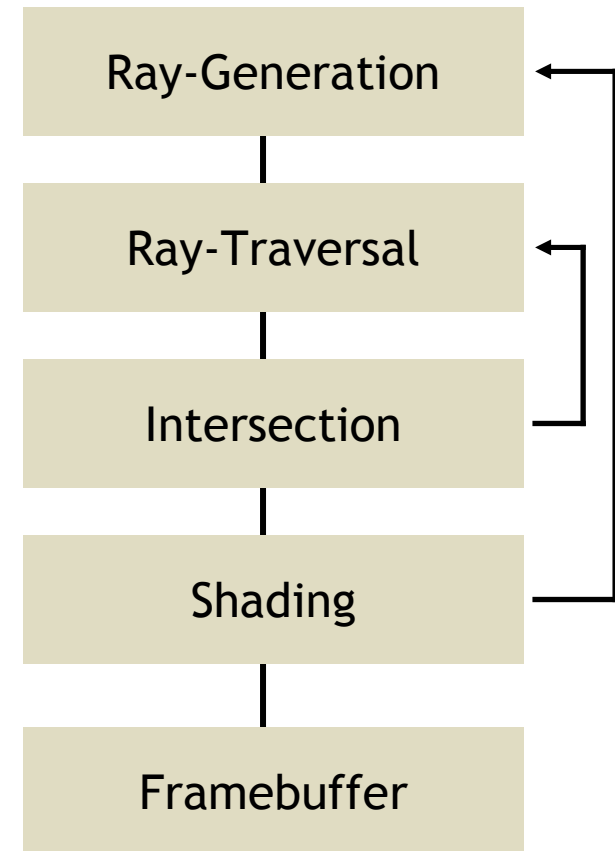 Ray-Generation
Ray-Traversal
Intersection
Shading
Framebuffer